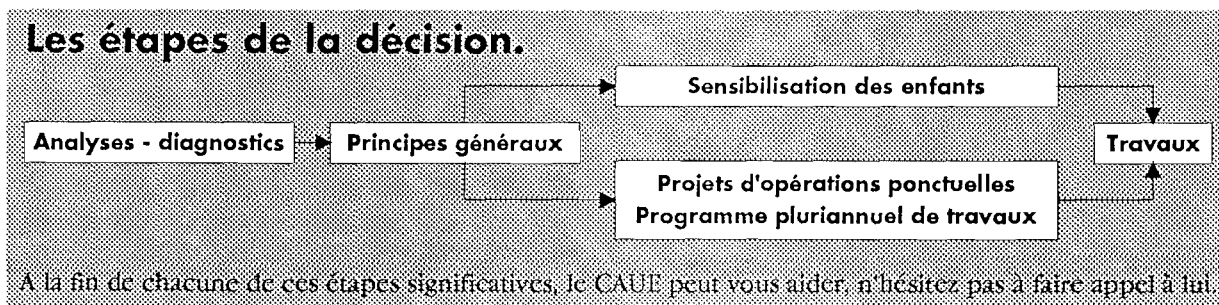 Les étapes de la décision.
Sensibilisation des enfants
Analyses - diagnostics
Principes généraux
Travaux
Projets d'opérations ponctuelles
Programme pluriannuel de travaux
A la fin de chacune de ces étapes significatives, le CAUE peut vous aider, n'hésitez pas à faire appel à lui.